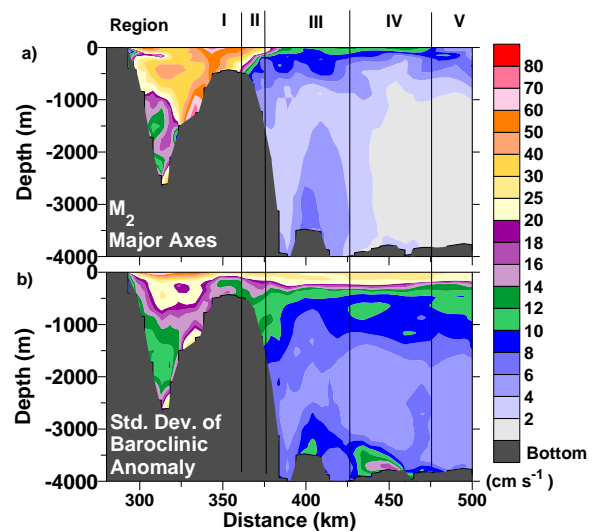 Region I II III IV V
a)
0
-1000
-2000
-3000
-4000
Depth (m)
M2
Major Axes
b)
0
-1000
-2000
-3000
-4000
Depth (m)
Std. Dev. of
Baroclinic
Anomaly
300 350 400 450 500
Distance (km)
80
70
60
50
40
30
25
20
18
16
14
12
10
8
6
4
2
Bottom
(cm s-1)